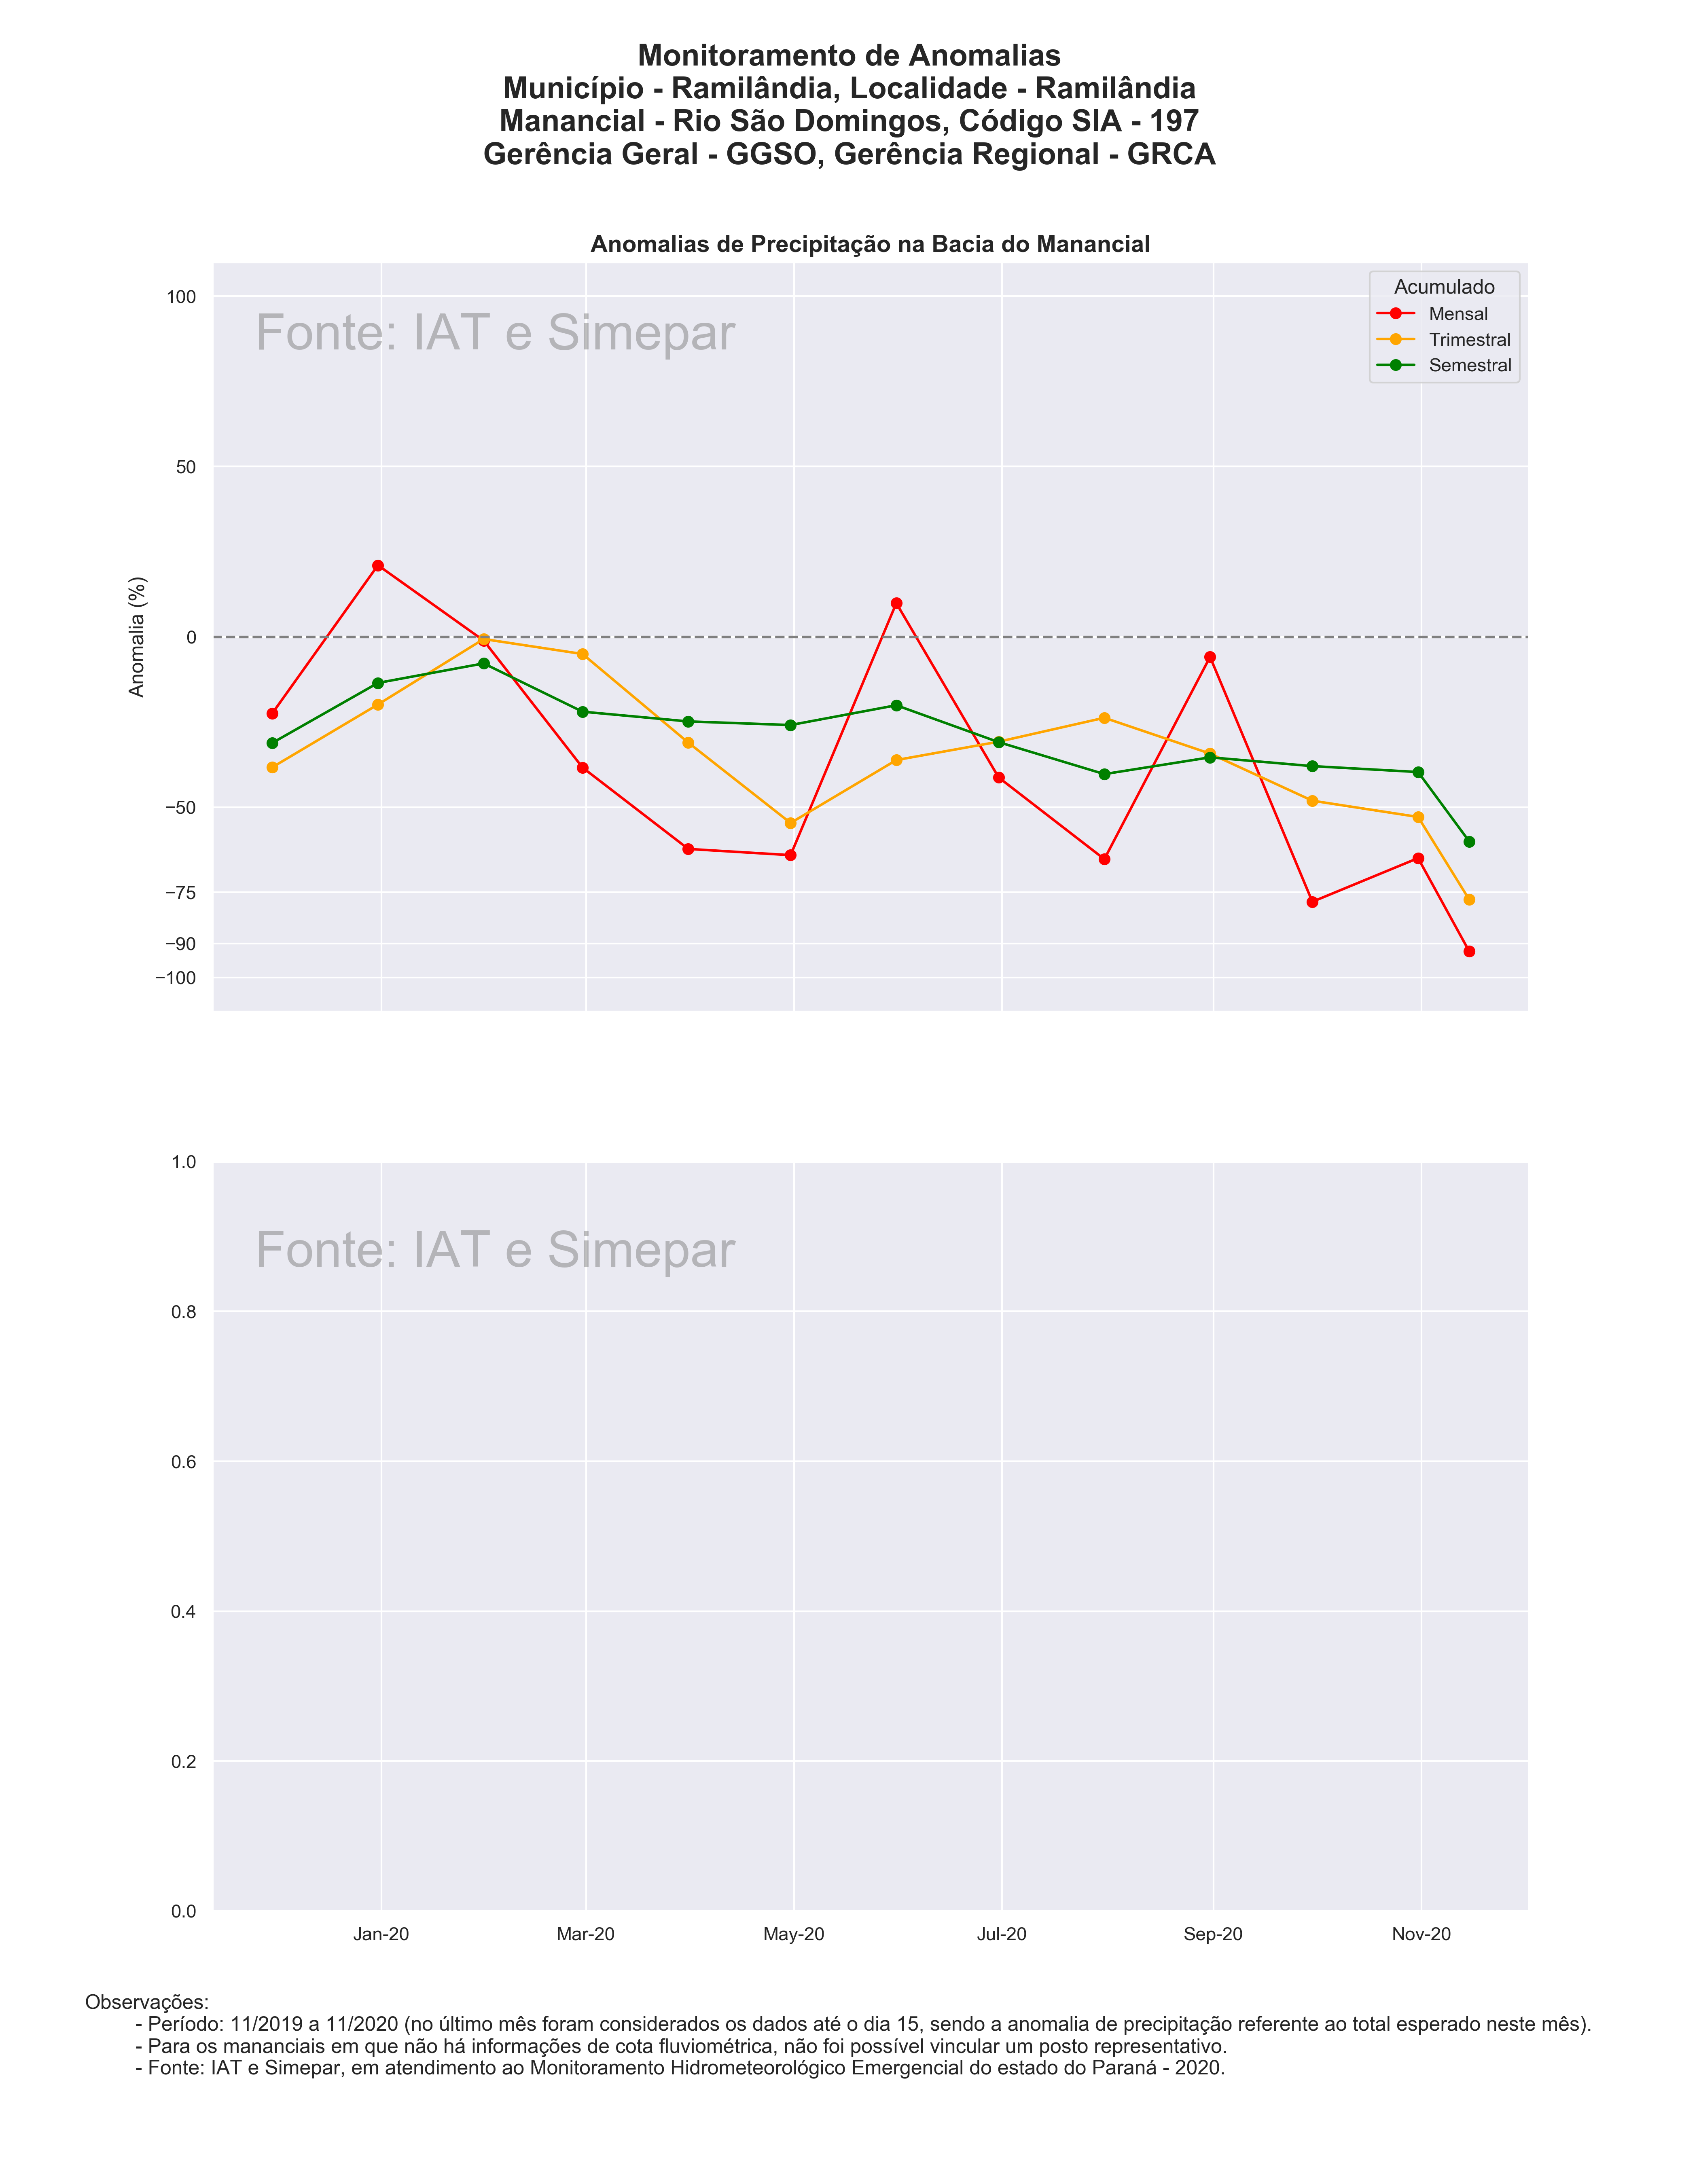 Monitoramento de Anomalias
Município - Ramilândia, Localidade - Ramilândia
Manancial - Rio São Domingos, Código SIA - 197
Gerência Geral - GGSO, Gerência Regional - GRCA
Anomalias de Precipitação na Bacia do Manancial
Fonte: IAT e Simepar
Acumulado
Mensal
Trimestral
Semestral
Anomalia (%)
100
50
0
−50
−75
−90
−100
Fonte: IAT e Simepar
1.0
0.8
0.6
0.4
0.2
0.0
Jan-20 Mar-20 May-20 Jul-20 Sep-20 Nov-20
Observações:
- Período: 11/2019 a 11/2020 (no último mês foram considerados os dados até o dia 15, sendo a anomalia de precipitação referente ao total esperado neste mês).
- Para os mananciais em que não há informações de cota fluviométrica, não foi possível vincular um posto representativo.
- Fonte: IAT e Simepar, em atendimento ao Monitoramento Hidrometeorológico Emergencial do estado do Paraná - 2020.